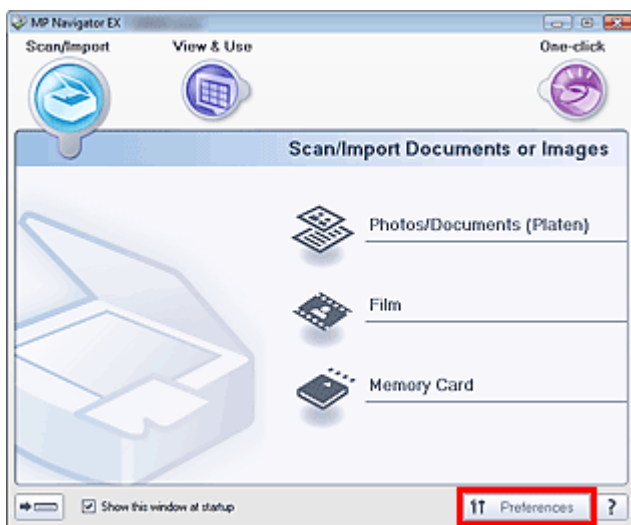 MP Navigator EX
Scan/Import
View & Use
One-click
Scan/Import Documents or Images
Photos/Documents (Platen)
Film
Memory Card
Show this window at startup
Preferences
?